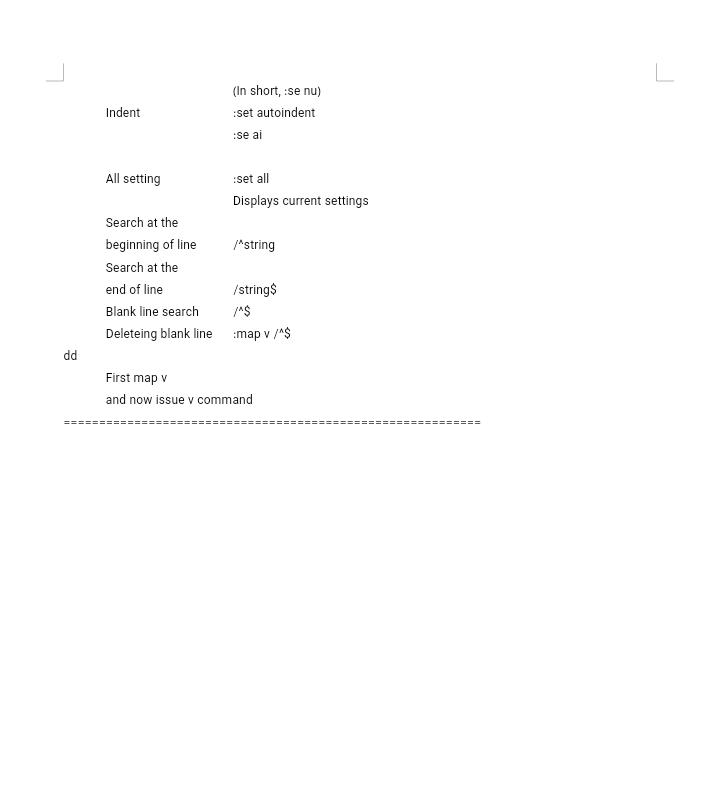 (In short, :se nu)
Indent :set autoindent
:se ai
All setting :set all
Displays current settings
Search at the
beginning of line /^string
Search at the
end of line /string$
Blank line search /^$
Deleteing blank line :map v /^$
dd
First map v
and now issue v command
===========================================================